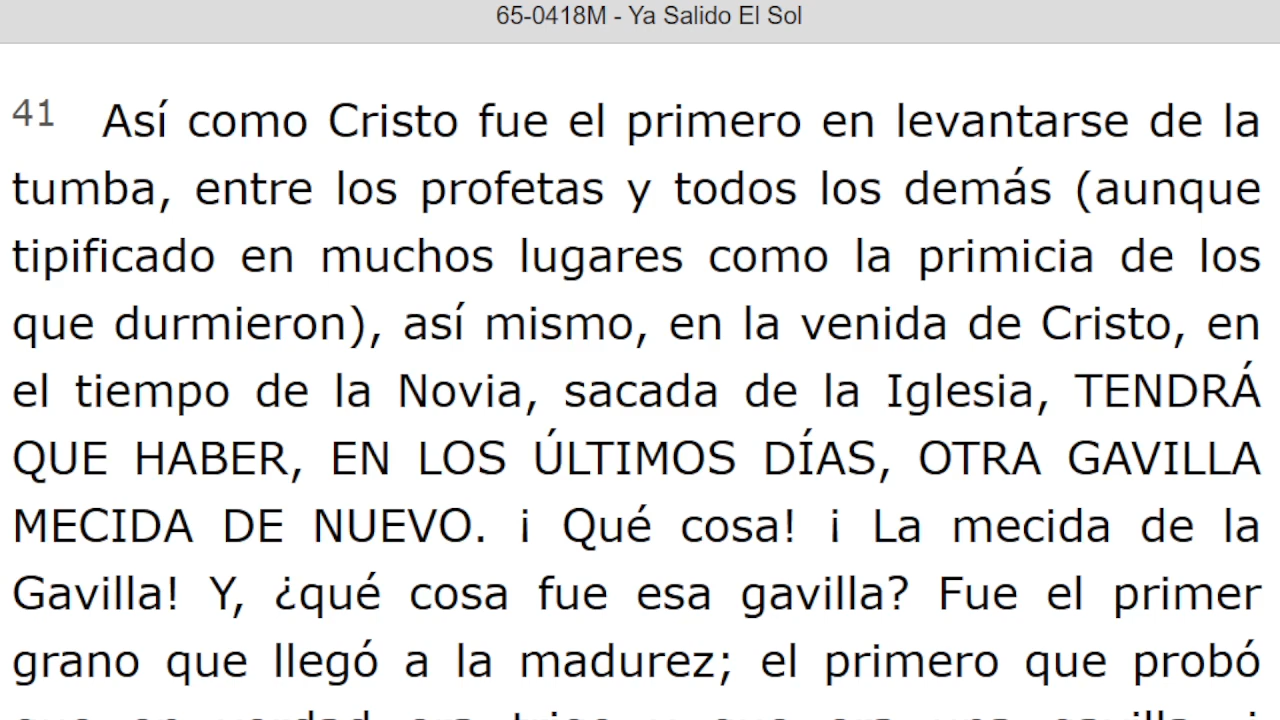 65-0418M - Ya Salido El Sol
41 Así como Cristo fue el primero en levantarse de la
tumba, entre los profetas y todos los demás (aunque
tipificado en muchos lugares como la primicia de los
que durmieron), así mismo, en la venida de Cristo, en
el tiempo de la Novia, sacada de la Iglesia, TENDRÁ
QUE HABER, EN LOS ÚLTIMOS DÍAS, OTRA GAVILLA
MECIDA DE NUEVO. ¡ Qué cosa! ¡ La mecida de la
Gavilla! Y, ¿qué cosa fue esa gavilla? Fue el primer
grano que llegó a la madurez; el primero que probó